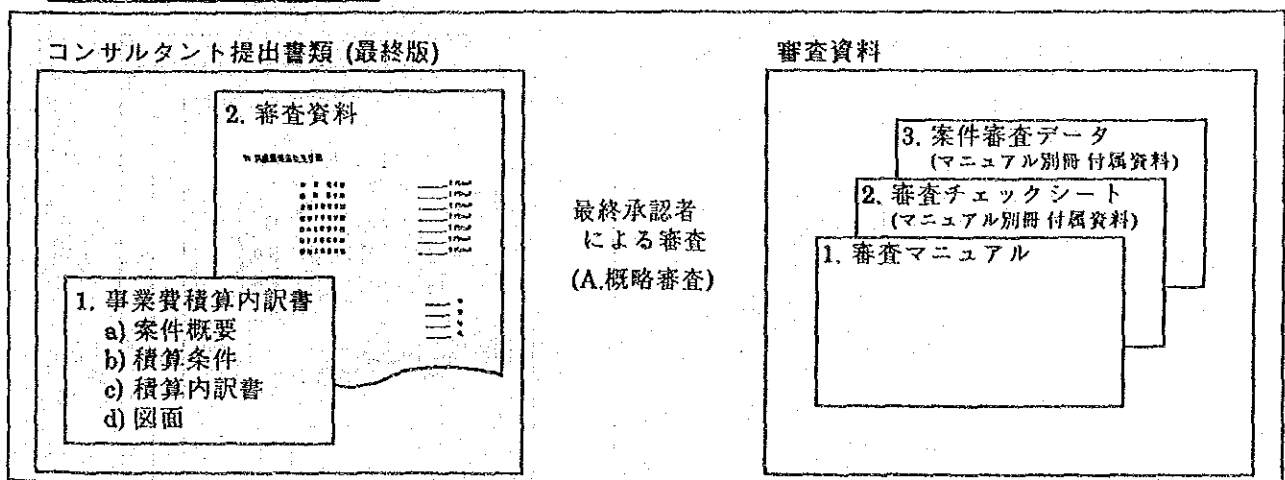 コンサルタント提出書類 (最終版)
2. 審査資料
1. 事業費積算内訳書
a) 案件概要
b) 積算条件
c) 積算内訳書
d) 図面
最終承認者
による審査
(A.概略審査)
審査資料
3. 案件審査データ
(マニュアル別冊 付属資料)
2. 審査チェックシート
(マニュアル別冊 付属資料)
1. 審査マニュアル